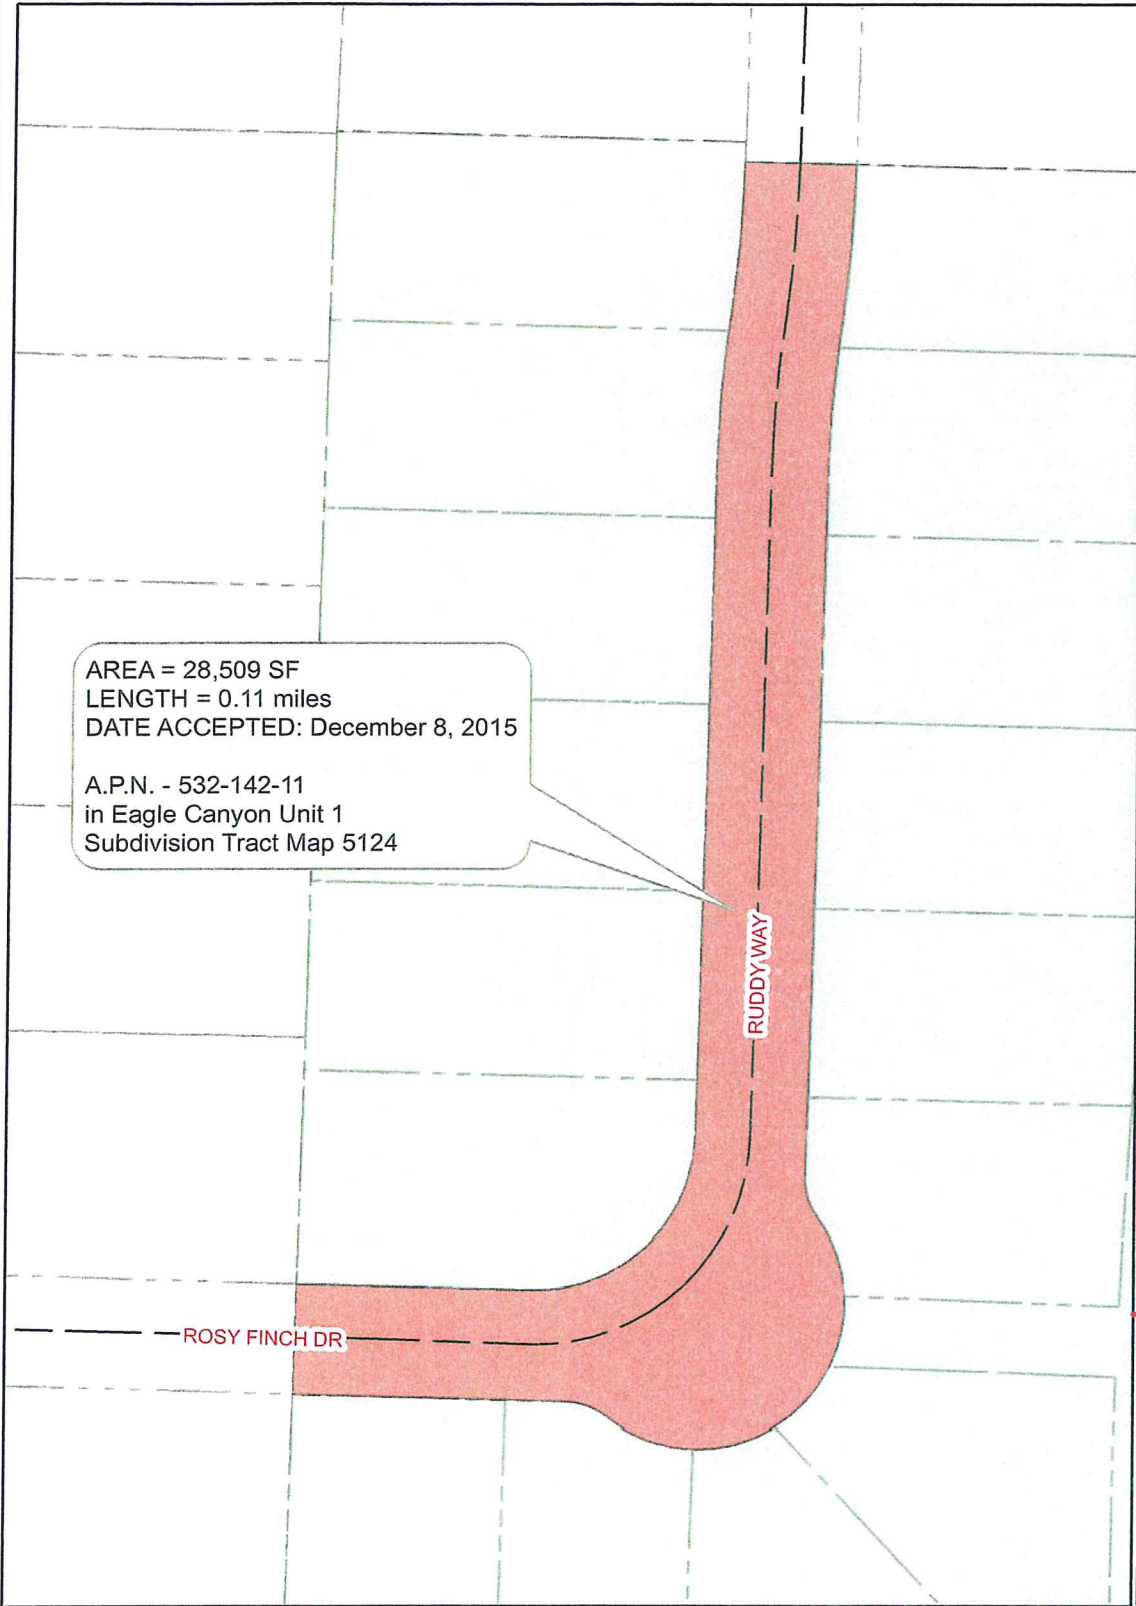 AREA = 28,509 SF
LENGTH = 0.11 miles
DATE ACCEPTED: December 8, 2015
A.P.N. - 532-142-11
in Eagle Canyon Unit 1
Subdivision Tract Map 5124
RUDDY WAY
ROSY FINCH DR